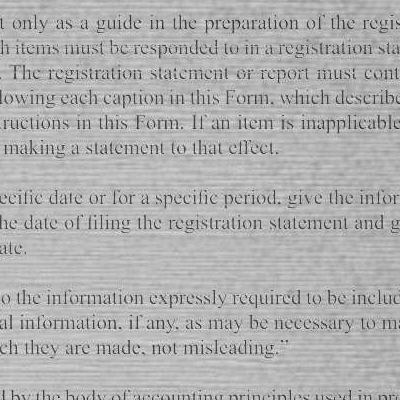 t only as a guide in the preparation of the regis
h items must be responded to in a registration sta
. The registration statement or report must cont
lowing each caption in this Form, which describe
ructions in this Form. If an item is inapplicable
making a statement to that effect.
ecific date or for a specific period, give the infor
he date of filing the registration statement and g
ate.
o the information expressly required to be includ
al information, if any, as may be necessary to ma
ch they are made, not misleading.”
d by the body of accounting principles used in pre